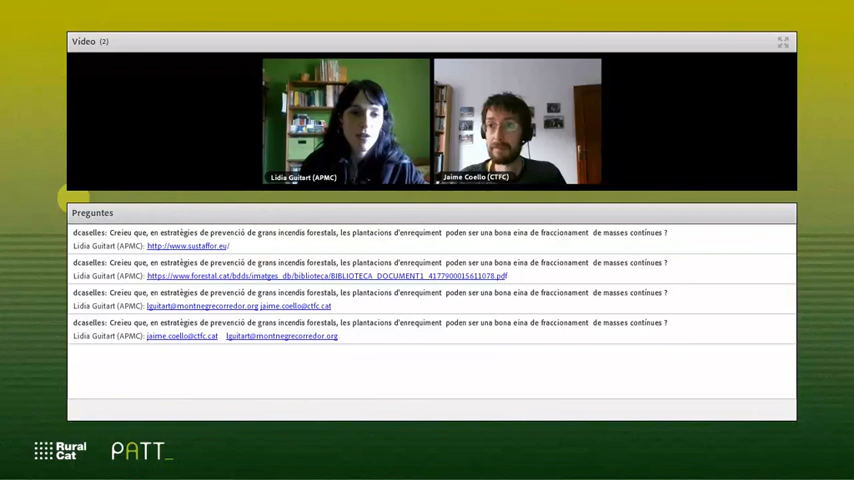 Vídeo (2)
Lidia Guitart (APMC)
Jaime Coello (CTFC)
Preguntes
dcaselles: Creieu que, en estratègies de prevenció de grans incendis forestals, les plantacions d'enrequiment poden ser una bona eina de fraccionament de masses contínues ?
Lidia Guitart (APMC): http://www.sustaffor.eu/
dcaselles: Creieu que, en estratègies de prevenció de grans incendis forestals, les plantacions d'enrequiment poden ser una bona eina de fraccionament de masses contínues ?
Lidia Guitart (APMC): https://www.forestal.cat/bdds/imatges_db/biblioteca/BIBLIOTECA_DOCUMENT1_4177900015611078.pdf
dcaselles: Creieu que, en estratègies de prevenció de grans incendis forestals, les plantacions d'enrequiment poden ser una bona eina de fraccionament de masses contínues ?
Lidia Guitart (APMC): lguitart@montnegrecorredor.org jaime.coello@ctfc.cat
dcaselles: Creieu que, en estratègies de prevenció de grans incendis forestals, les plantacions d'enrequiment poden ser una bona eina de fraccionament de masses contínues ?
Lidia Guitart (APMC): jaime.coello@ctfc.cat lguitart@montnegrecorredor.org
Rural
Cat
PATT_